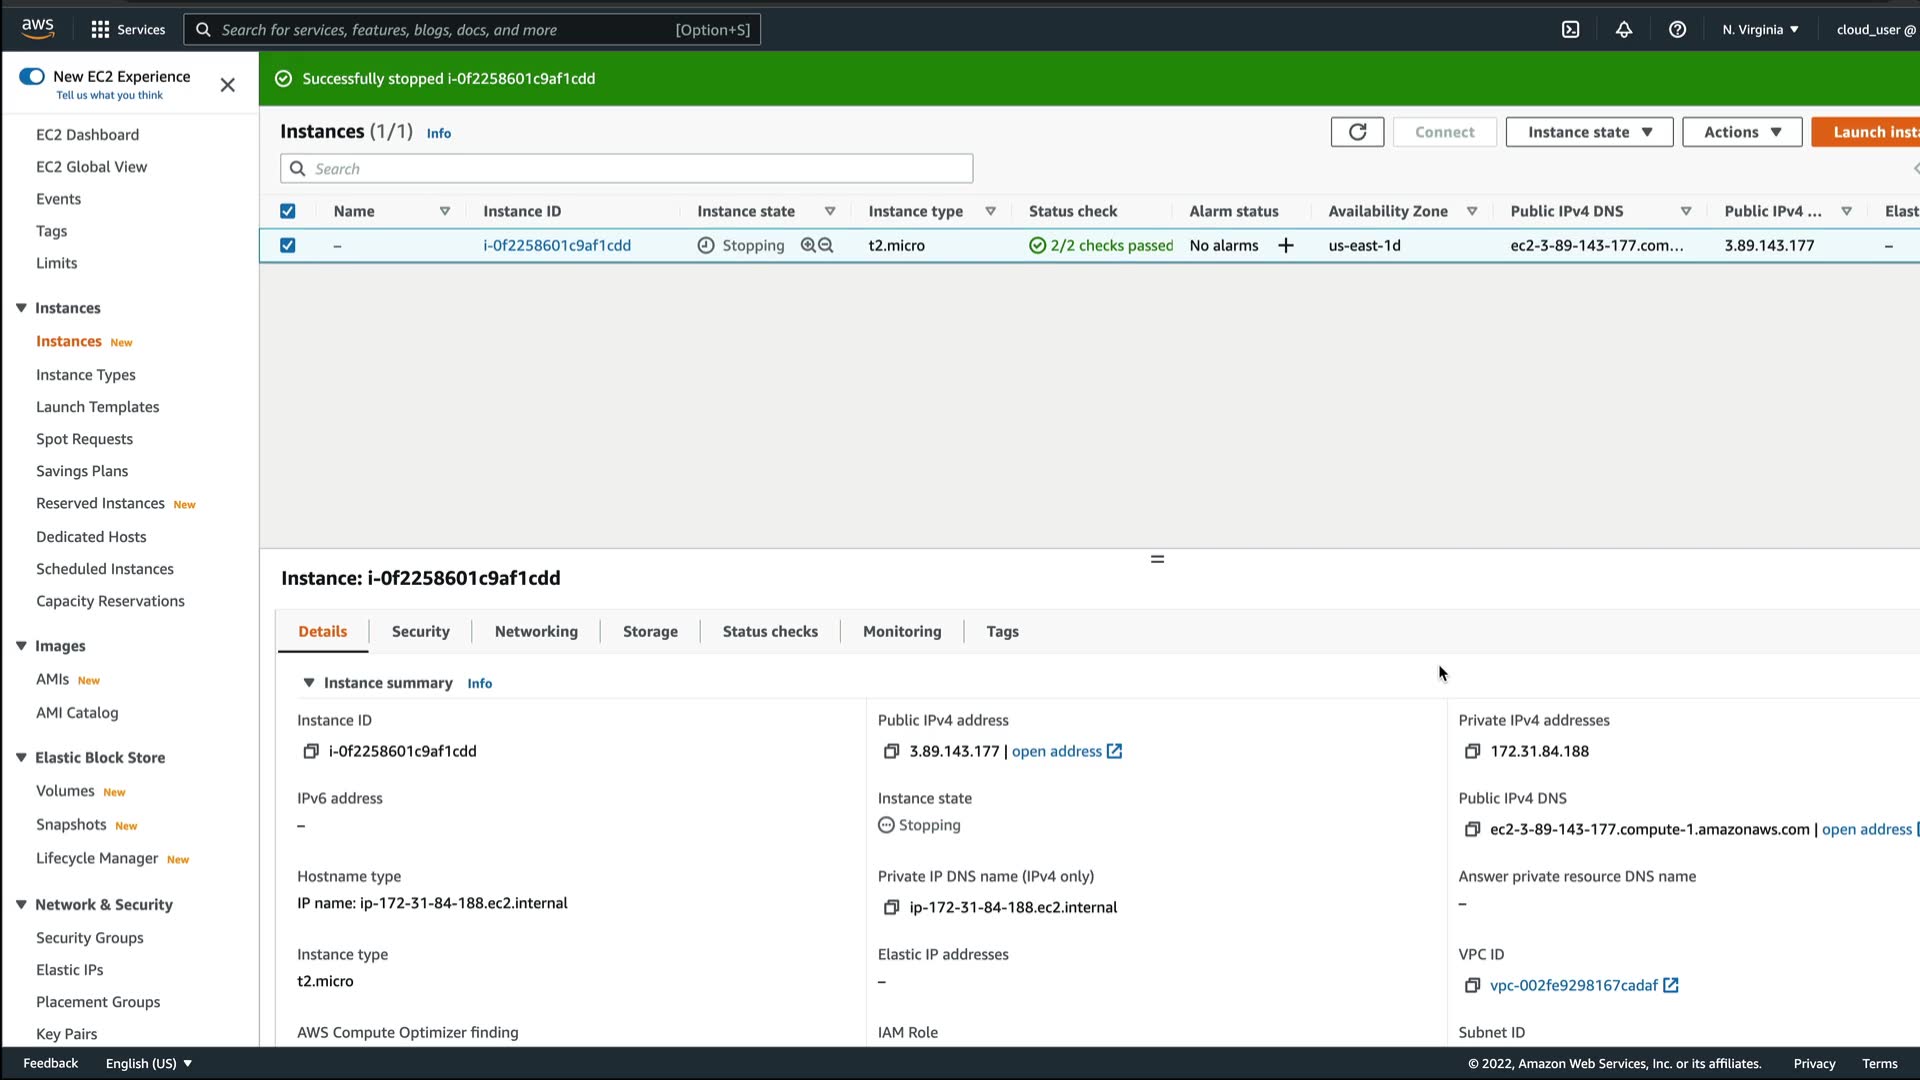 aws
Services
Search for services, features, blogs, docs, and more
[Option+S]
N. Virginia ▼
cloud_user @
New EC2 Experience
Tell us what you think
EC2 Dashboard
EC2 Global View
Events
Tags
Limits
Instances
Instances New
Instance Types
Launch Templates
Spot Requests
Savings Plans
Reserved Instances New
Dedicated Hosts
Scheduled Instances
Capacity Reservations
Images
AMIs New
AMI Catalog
Elastic Block Store
Volumes New
Snapshots New
Lifecycle Manager New
Network & Security
Security Groups
Elastic IPs
Placement Groups
Key Pairs
Successfully stopped i-0f2258601c9af1cdd
Instances (1/1) Info
Connect
Instance state ▼
Actions ▼
Launch insta
Search
Name Instance ID Instance state Instance type Status check Alarm status Availability Zone Public IPv4 DNS Public IPv4 ... Elast
– i-0f2258601c9af1cdd Stopping t2.micro 2/2 checks passed No alarms + us-east-1d ec2-3-89-143-177.com... 3.89.143.177 –
Instance: i-0f2258601c9af1cdd
Details Security Networking Storage Status checks Monitoring Tags
Instance summary Info
Instance ID
i-0f2258601c9af1cdd
Public IPv4 address
3.89.143.177 | open address
Private IPv4 addresses
172.31.84.188
IPv6 address
–
Instance state
Stopping
Public IPv4 DNS
ec2-3-89-143-177.compute-1.amazonaws.com | open address
Hostname type
IP name: ip-172-31-84-188.ec2.internal
Private IP DNS name (IPv4 only)
ip-172-31-84-188.ec2.internal
Answer private resource DNS name
–
Instance type
t2.micro
Elastic IP addresses
–
VPC ID
vpc-002fe9298167cadaf
AWS Compute Optimizer finding
IAM Role
Subnet ID
Feedback
English (US) ▼
© 2022, Amazon Web Services, Inc. or its affiliates.
Privacy
Terms